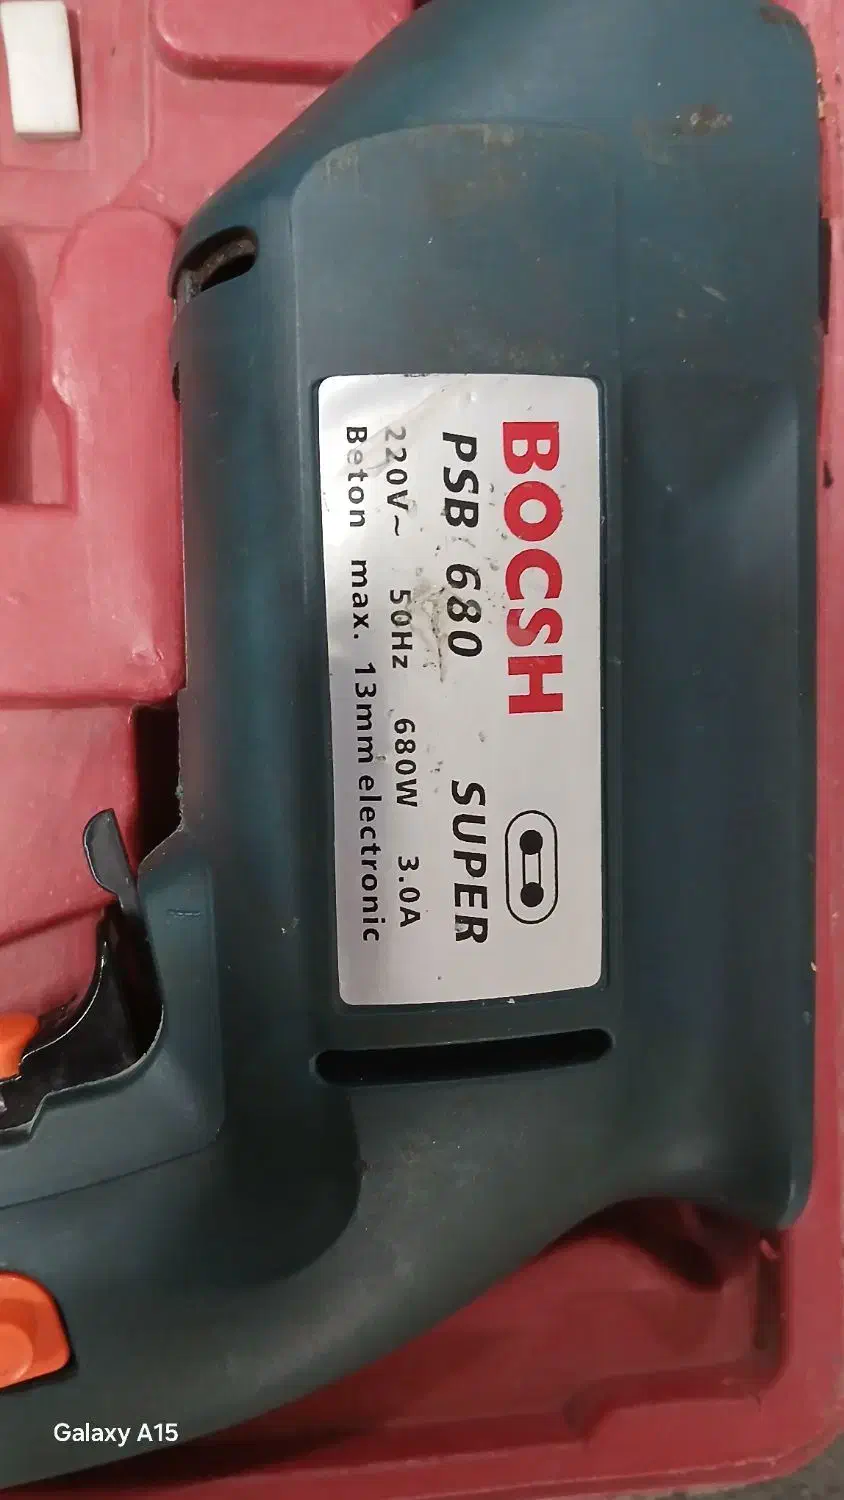 BOCSH
PSB 680 SUPER
220V~ 50Hz 680W 3.0A
Beton max. 13mm electronic
Galaxy A15